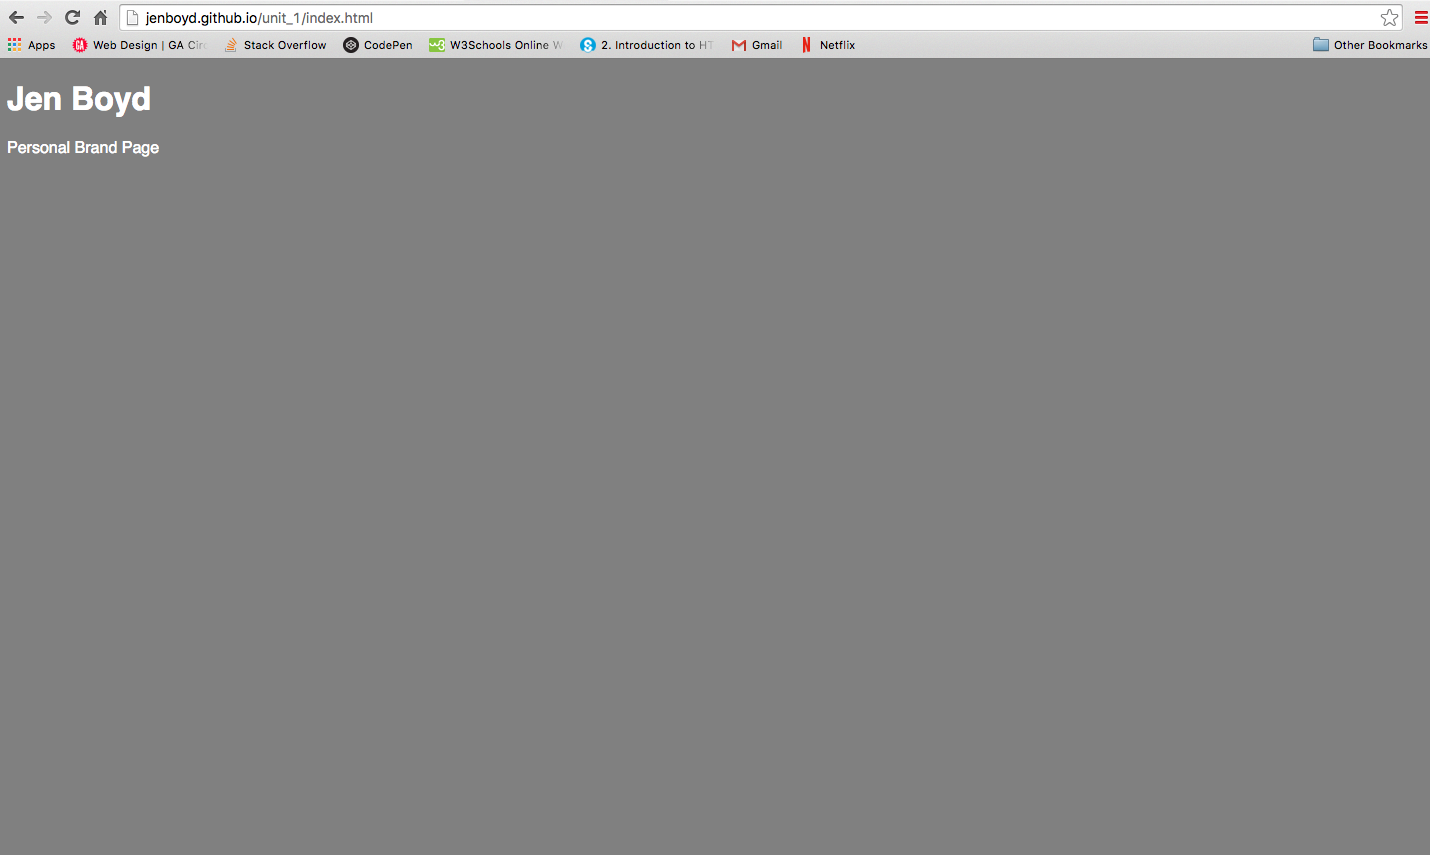 jenboyd.github.io/unit_1/index.html
Apps Web Design | GA Circ Stack Overflow CodePen W3Schools Online W 2. Introduction to HT Gmail Netflix Other Bookmarks
Jen Boyd
Personal Brand Page